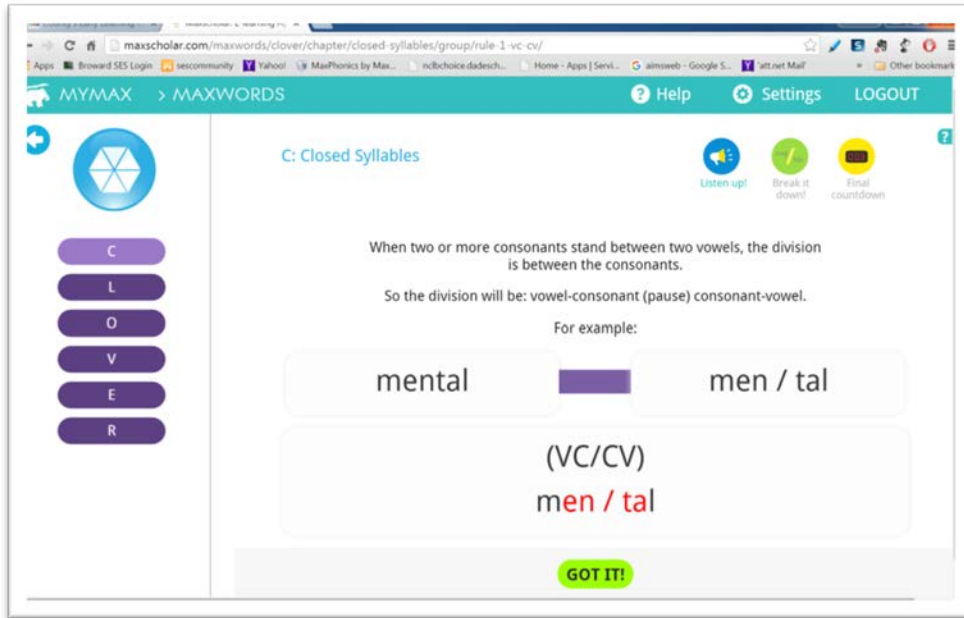 maxscholar.com/maxwords/clover/chapter/closed-syllables/group/rule-1-vc-cv/
Apps Broward SES Login sescommunity Yahoo! MaxPhonics by Max... nclbchoice.dadesch... Home - Apps | Servi... aimsweb - Google S... 'att.net Mail' Other bookmark
MYMAX > MAXWORDS ? Help Settings LOGOUT
?
C: Closed Syllables
Listen up! Break it down! Final countdown
C
L
O
V
E
R
When two or more consonants stand between two vowels, the division
is between the consonants.
So the division will be: vowel-consonant (pause) consonant-vowel.
For example:
mental men / tal
(VC/CV)
men / tal
GOT IT!